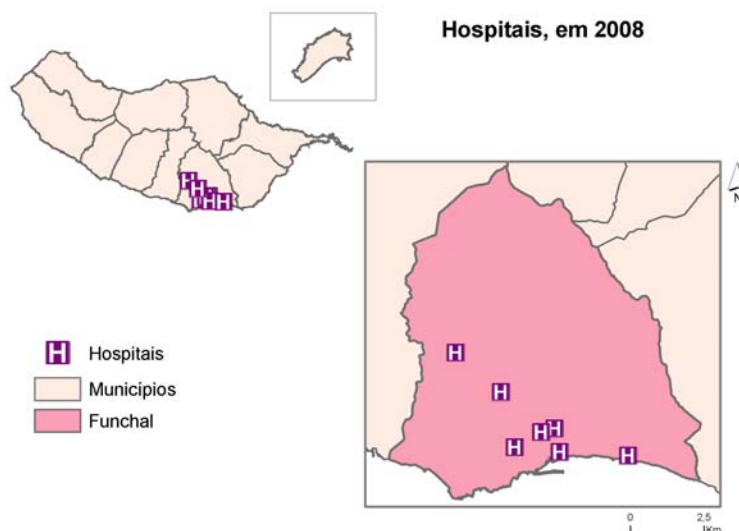 Hospitais, em 2008
N
H Hospitais
Municípios
Funchal
0 2,5
Km